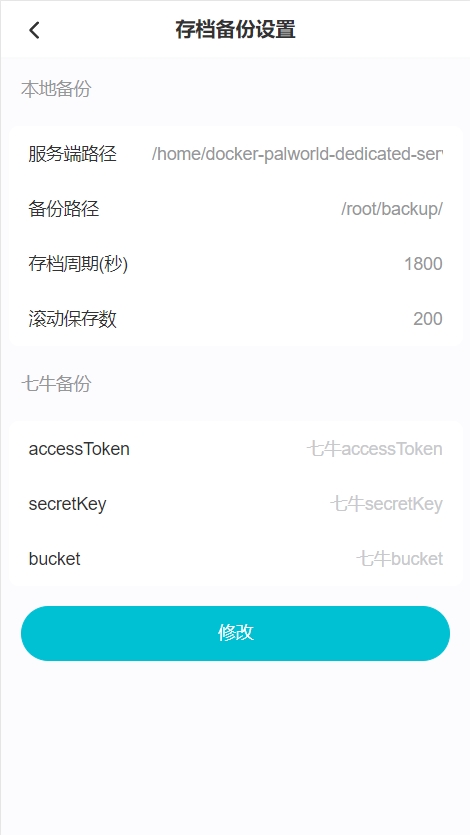 存档备份设置
本地备份
服务端路径 /home/docker-palworld-dedicated-ser
备份路径 /root/backup/
存档周期(秒) 1800
滚动保存数 200
七牛备份
accessToken 七牛accessToken
secretKey 七牛secretKey
bucket 七牛bucket
修改